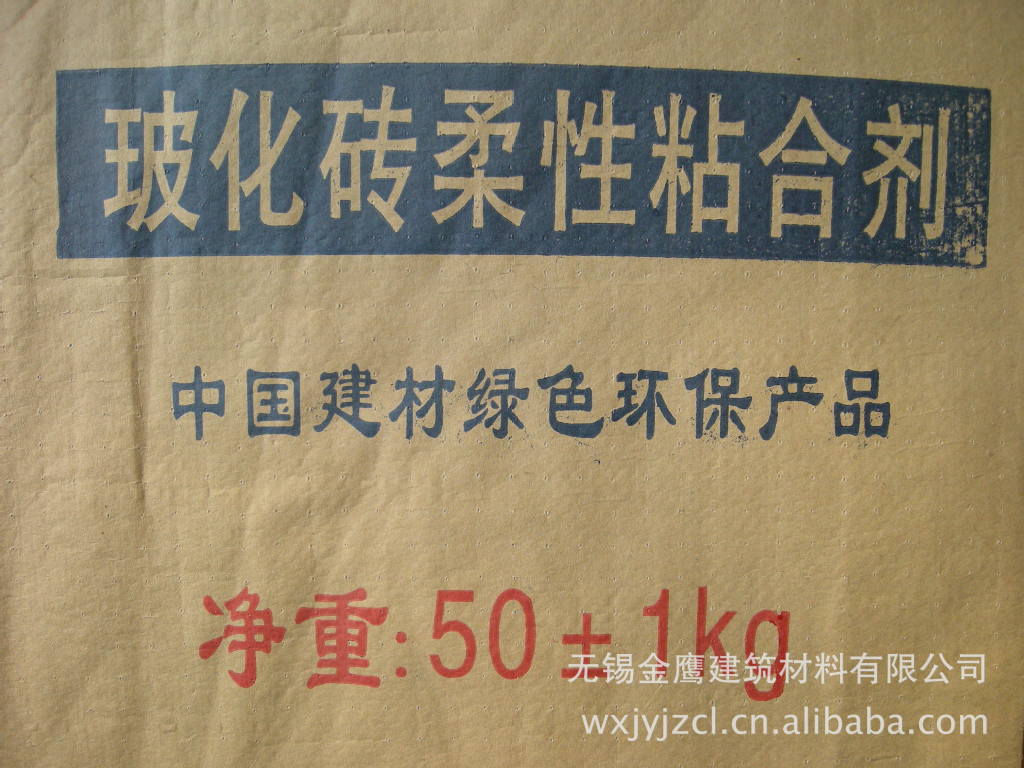 玻化砖柔性粘合剂
中国建材绿色环保产品
净重:50±1kg
无锡金鹰建筑材料有限公司
wxjyjzcl.cn.alibaba.com